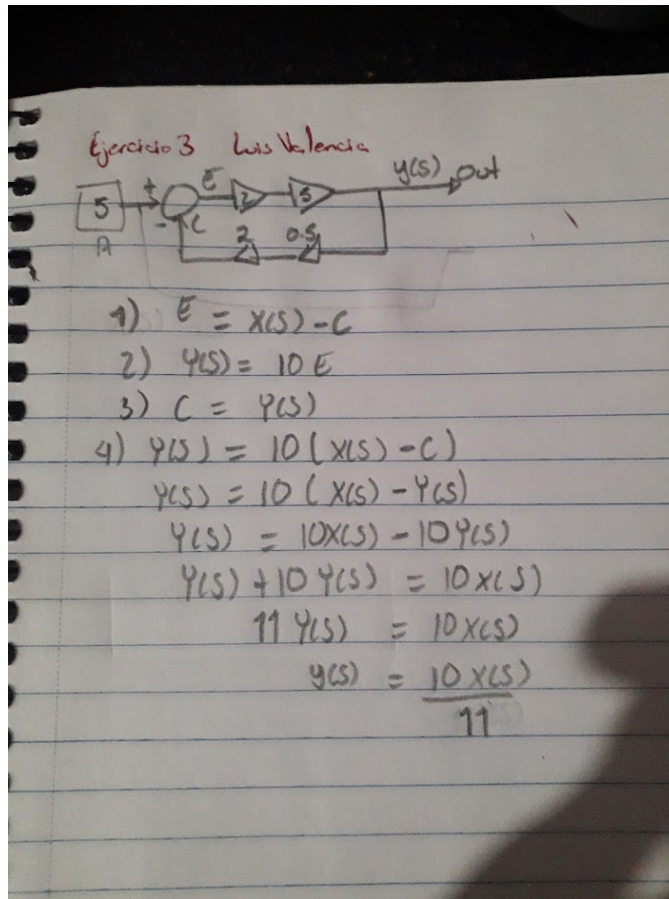 Ejercicio 3 Luis Valencia
5 + - E C 2 5 y(s) Out
A 2 0.5
1) E = X(S) - C
2) Y(S) = 10 E
3) C = Y(S)
4) Y(S) = 10 ( X(S) - C )
Y(S) = 10 ( X(S) - Y(S)
Y(S) = 10X(S) - 10Y(S)
Y(S) + 10 Y(S) = 10 X(S)
11 Y(S) = 10 X(S)
y(s) = 10 X(S)
11